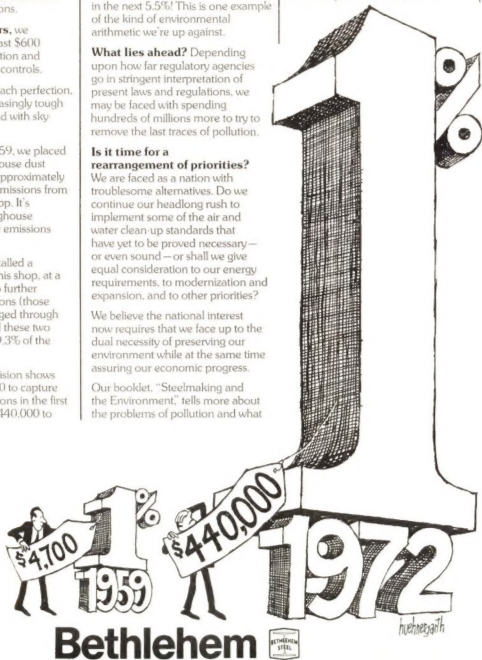 ons.
rs, we
ast $600
tion and
controls.
each perfection,
asingly tough
d with sky-
59, we placed
ouse dust
pproximately
missions from
op. It's
ghouse
emissions
alled a
his shop, at a
further
ons (those
ged through
these two
9.3% of the
ision shows
0 to capture
ons in the first
440,000 to
in the next 5.5%! This is one example
of the kind of environmental
arithmetic we're up against.
What lies ahead? Depending
upon how far regulatory agencies
go in stringent interpretation of
present laws and regulations, we
may be faced with spending
hundreds of millions more to try to
remove the last traces of pollution.
Is it time for a
rearrangement of priorities?
We are faced as a nation with
troublesome alternatives. Do we
continue our headlong rush to
implement some of the air and
water clean-up standards that
have yet to be proved necessary—
or even sound—or shall we give
equal consideration to our energy
requirements, to modernization and
expansion, and to other priorities?
We believe the national interest
now requires that we face up to the
dual necessity of preserving our
environment while at the same time
assuring our economic progress.
Our booklet, "Steelmaking and
the Environment," tells more about
the problems of pollution and what
1%
$4,700
1959
1%
$440,000
1972
huehnergarth
Bethlehem
BETHLEHEM
STEEL